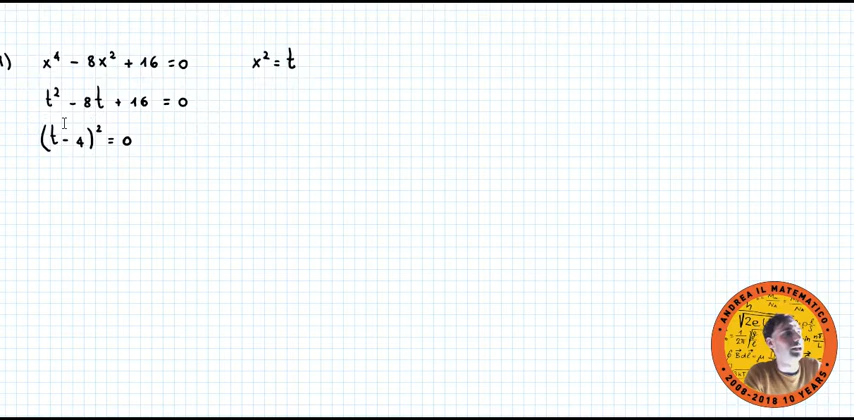 1) x⁴ - 8x² + 16 = 0 x² = t
t² - 8t + 16 = 0
(t - 4)² = 0
ANDREA IL MATEMATICO
2008-2018 10 YEARS